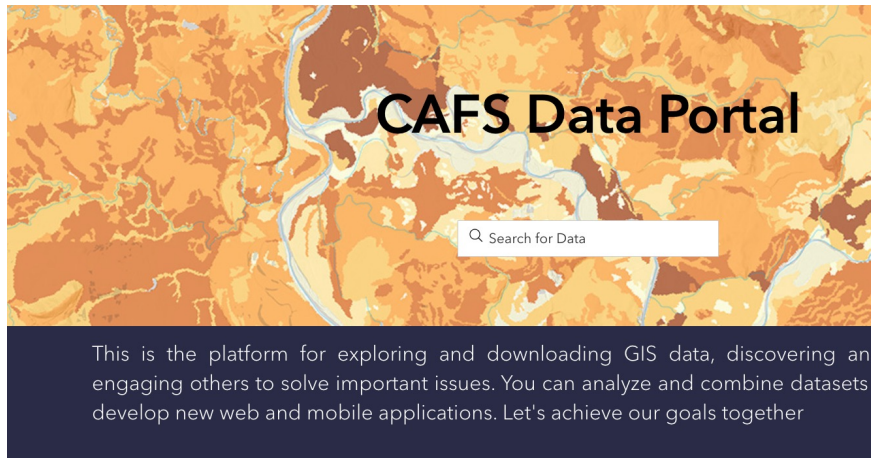 CAFS Data Portal
Search for Data
This is the platform for exploring and downloading GIS data, discovering an
engaging others to solve important issues. You can analyze and combine datasets
develop new web and mobile applications. Let's achieve our goals together